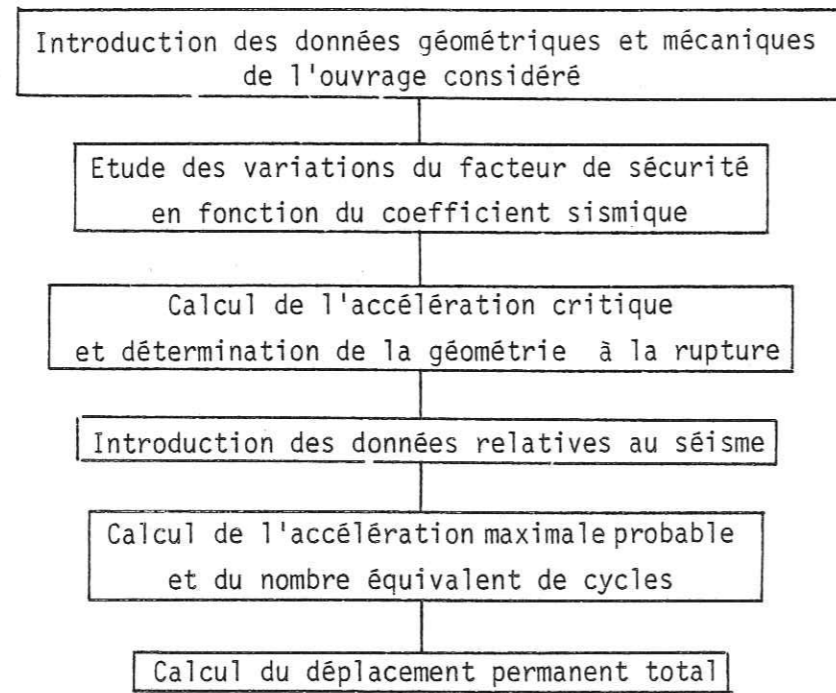 Introduction des données géométriques et mécaniques
de l'ouvrage considéré
Etude des variations du facteur de sécurité
en fonction du coefficient sismique
Calcul de l'accélération critique
et détermination de la géométrie à la rupture
Introduction des données relatives au séisme
Calcul de l'accélération maximale probable
et du nombre équivalent de cycles
Calcul du déplacement permanent total